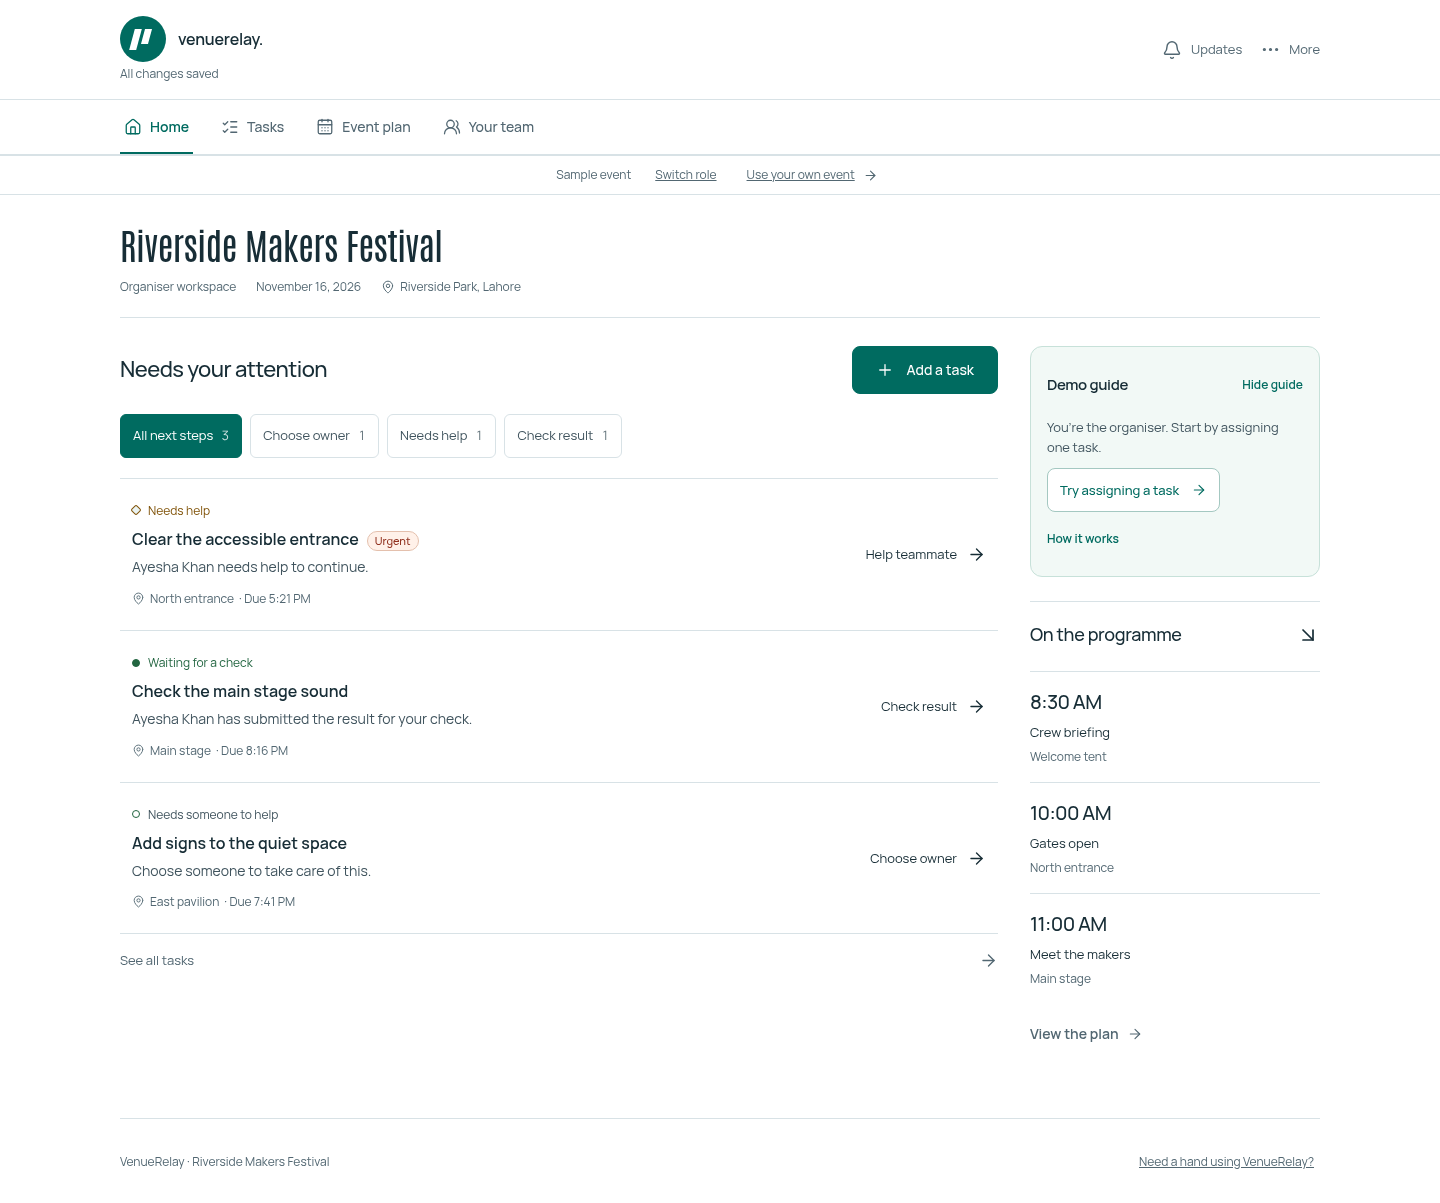 venuerelay.
All changes saved
Updates
More
Home
Tasks
Event plan
Your team
Sample event
Switch role
Use your own event
Riverside Makers Festival
Organiser workspace
November 16, 2026
Riverside Park, Lahore
Needs your attention
Add a task
All next steps 3
Choose owner 1
Needs help 1
Check result 1
Needs help
Clear the accessible entrance Urgent
Ayesha Khan needs help to continue.
North entrance · Due 5:21 PM
Help teammate
Waiting for a check
Check the main stage sound
Ayesha Khan has submitted the result for your check.
Main stage · Due 8:16 PM
Check result
Needs someone to help
Add signs to the quiet space
Choose someone to take care of this.
East pavilion · Due 7:41 PM
Choose owner
See all tasks
Demo guide
Hide guide
You're the organiser. Start by assigning
one task.
Try assigning a task
How it works
On the programme
8:30 AM
Crew briefing
Welcome tent
10:00 AM
Gates open
North entrance
11:00 AM
Meet the makers
Main stage
View the plan
VenueRelay · Riverside Makers Festival
Need a hand using VenueRelay?